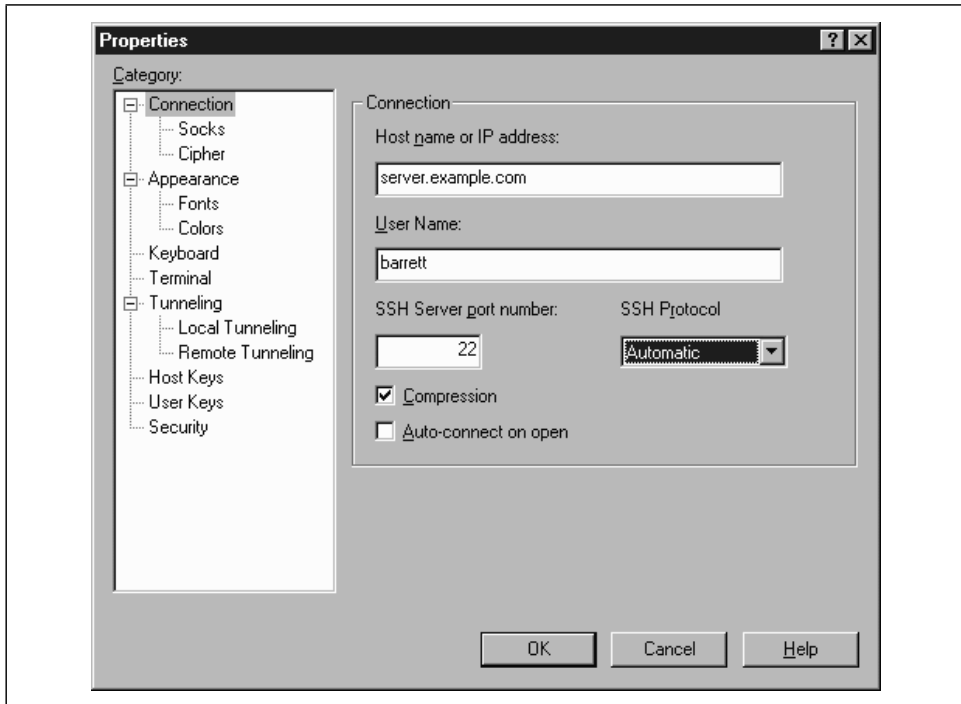 Properties
Category:
Connection
Socks
Cipher
Appearance
Fonts
Colors
Keyboard
Terminal
Tunneling
Local Tunneling
Remote Tunneling
Host Keys
User Keys
Security
Connection
Host name or IP address:
server.example.com
User Name:
barrett
SSH Server port number:
SSH Protocol
22
Automatic
Compression
Auto-connect on open
OK
Cancel
Help